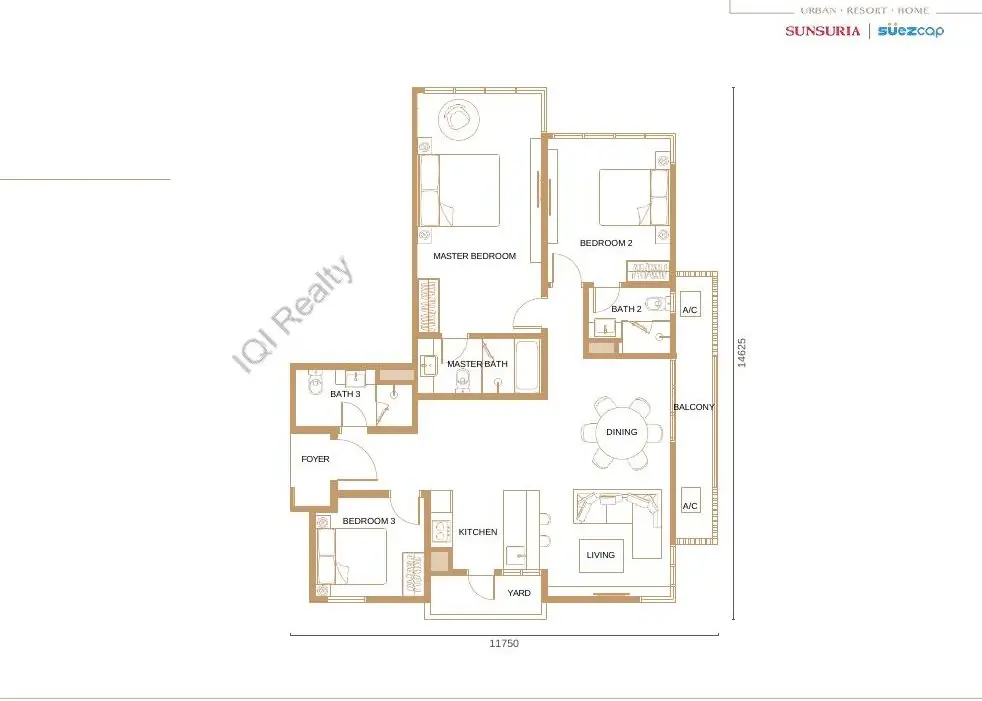 URBAN · RESORT · HOME
SUNSURIA | süezcap
MASTER BEDROOM
BEDROOM 2
IQI Realty
BATH 2
A/C
14625
MASTER BATH
BATH 3
BALCONY
DINING
FOYER
A/C
BEDROOM 3
KITCHEN
LIVING
YARD
11750